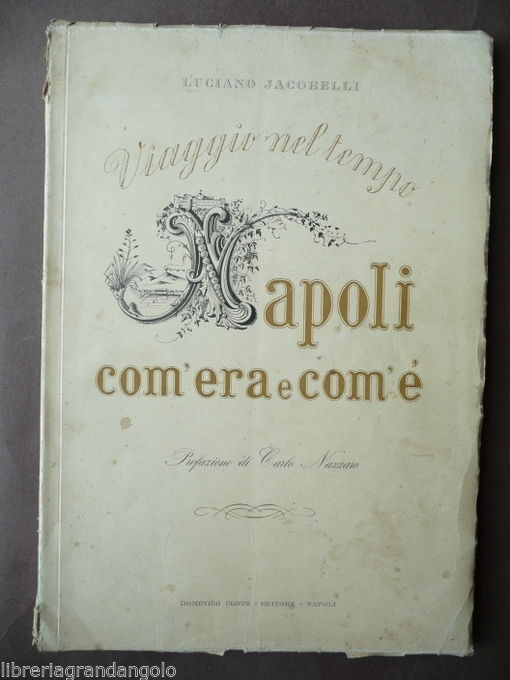 LUCIANO JACOBELLI
Viaggio nel tempo
Napoli
com'era e com'é
Prefazione di Carlo Nazzaro
DOMENICO CONTE - EDITORE - NAPOLI
libreriagrandangolo